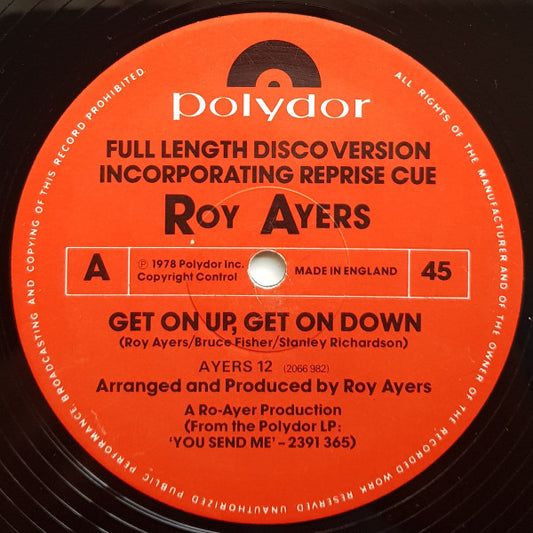 polydor
FULL LENGTH DISCO VERSION
INCORPORATING REPRISE CUE
ROY AYERS
A
℗ 1978 Polydor Inc.
Copyright Control
MADE IN ENGLAND
45
GET ON UP, GET ON DOWN
(Roy Ayers/Bruce Fisher/Stanley Richardson)
AYERS 12 (2066 982)
Arranged and Produced by Roy Ayers
A Ro-Ayer Production
(From the Polydor LP:
'YOU SEND ME' – 2391 365)
ALL RIGHTS OF THE MANUFACTURER AND OF THE OWNER OF THE RECORDED WORK RESERVED UNAUTHORIZED PUBLIC PERFORMANCE, BROADCASTING AND COPYING OF THIS RECORD PROHIBITED